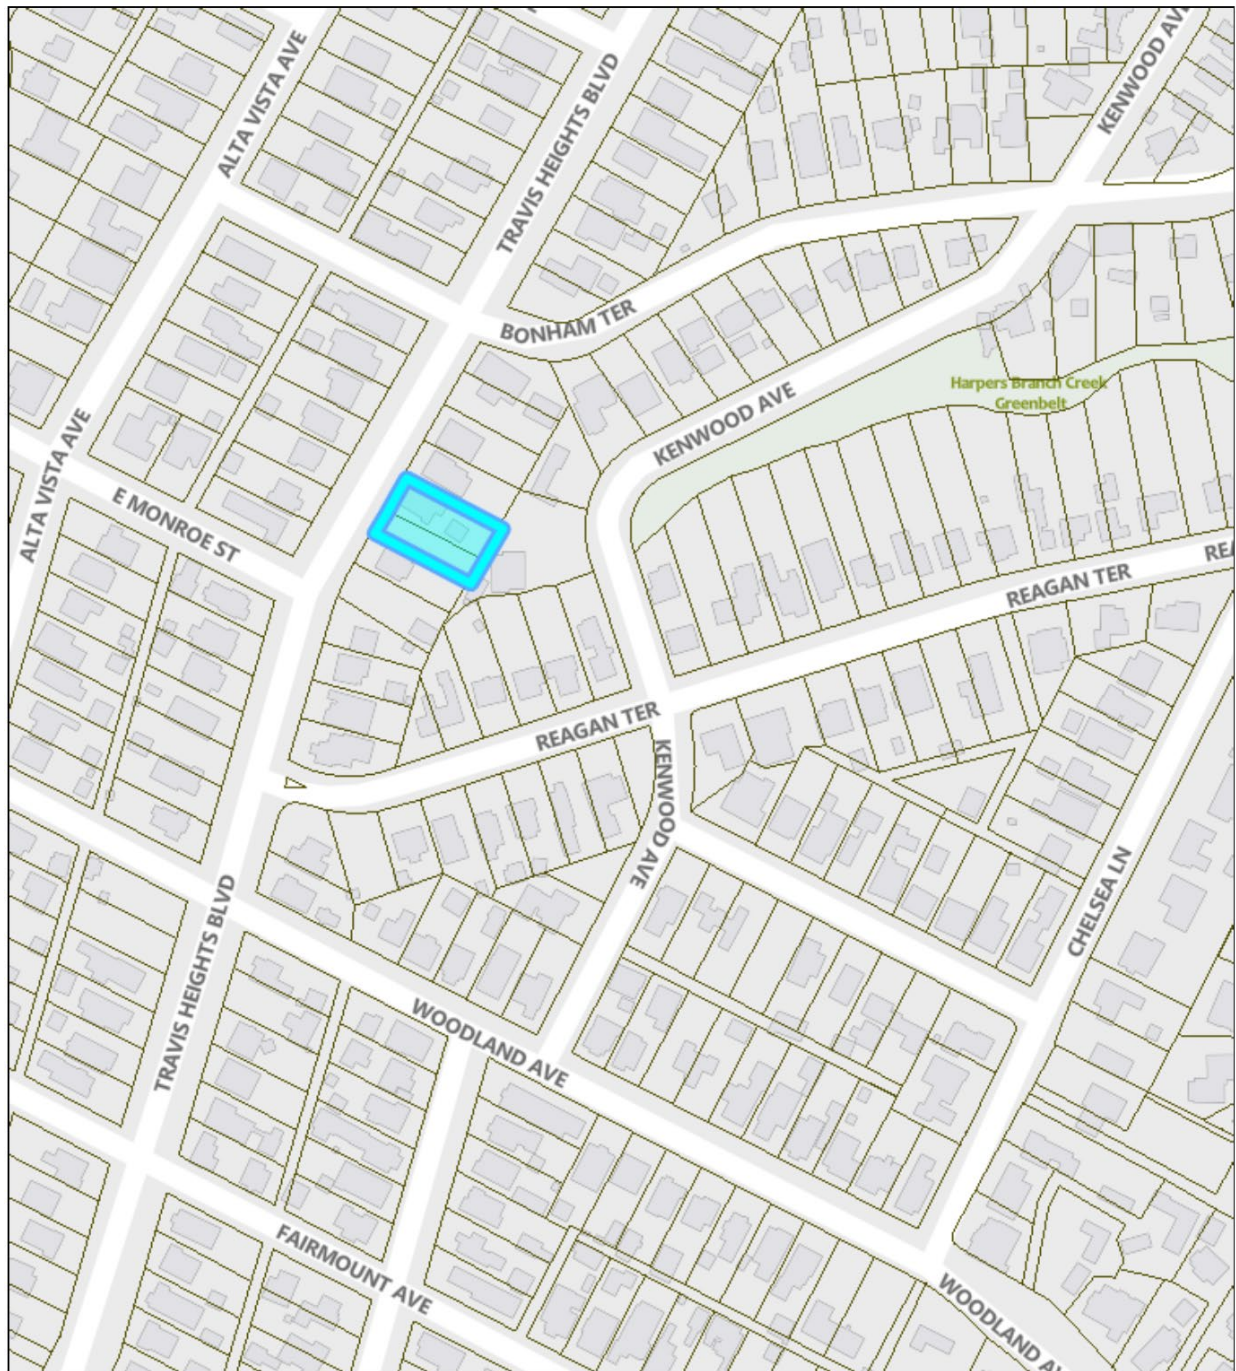 KENWOOD AVE
ALTA VISTA AVE
TRAVIS HEIGHTS BLVD
BONHAM TER
Harpers Branch Creek
Greenbelt
KENWOOD AVE
ALTA VISTA AVE
E MONROE ST
REAGAN TER
REA
REAGAN TER
KENWOOD AVE
CHELSEA LN
TRAVIS HEIGHTS BLVD
WOODLAND AVE
FAIRMOUNT AVE
WOODLAND AV